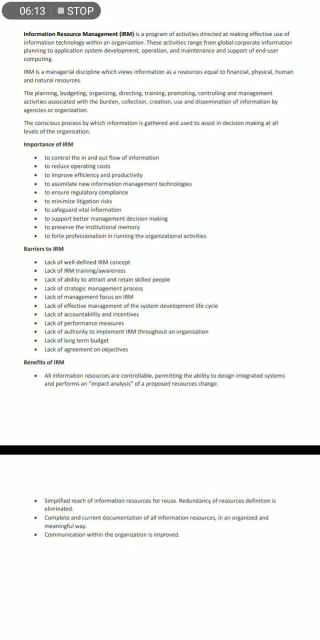 06:13 STOP
Information Resource Management (IRM) is a program of activities directed at making effective use of
information technology within an organization. These activities range from global corporate information
planning to application system development, operation, and maintenance and support of end-user
computing.
IRM is a managerial discipline which views information as a resources equal to financial, physical, human
and natural resources.
The planning, budgeting, organizing, directing, training, promoting, controlling and management
activities associated with the burden, collection, creation, use and dissemination of information by
agencies or organization.
The conscious process by which information is gathered and used to assist in decision making at all
levels of the organization.
Importance of IRM
• to control the in and out flow of information
• to reduce operating costs
• to improve efficiency and productivity
• to assimilate new information management technologies
• to ensure regulatory compliance
• to minimize litigation risks
• to safeguard vital information
• to support better management decision making
• to preserve the institutional memory
• to forte professionalism in running the organizational activities
Barriers to IRM
• Lack of well-defined IRM concept
• Lack of IRM training/awareness
• Lack of ability to attract and retain skilled people
• Lack of strategic management process
• Lack of management focus on IRM
• Lack of effective management of the system development life cycle
• Lack of accountability and incentives
• Lack of performance measures
• Lack of authority to implement IRM throughout an organization
• Lack of long term budget
• Lack of agreement on objectives
Benefits of IRM
• All information resources are controllable, permitting the ability to design integrated systems
and performs an "impact analysis" of a proposed resources change.
• Simplified reach of information resources for reuse. Redundancy of resources definition is
eliminated.
• Complete and current documentation of all information resources, in an organized and
meaningful way.
• Communication within the organization is improved.